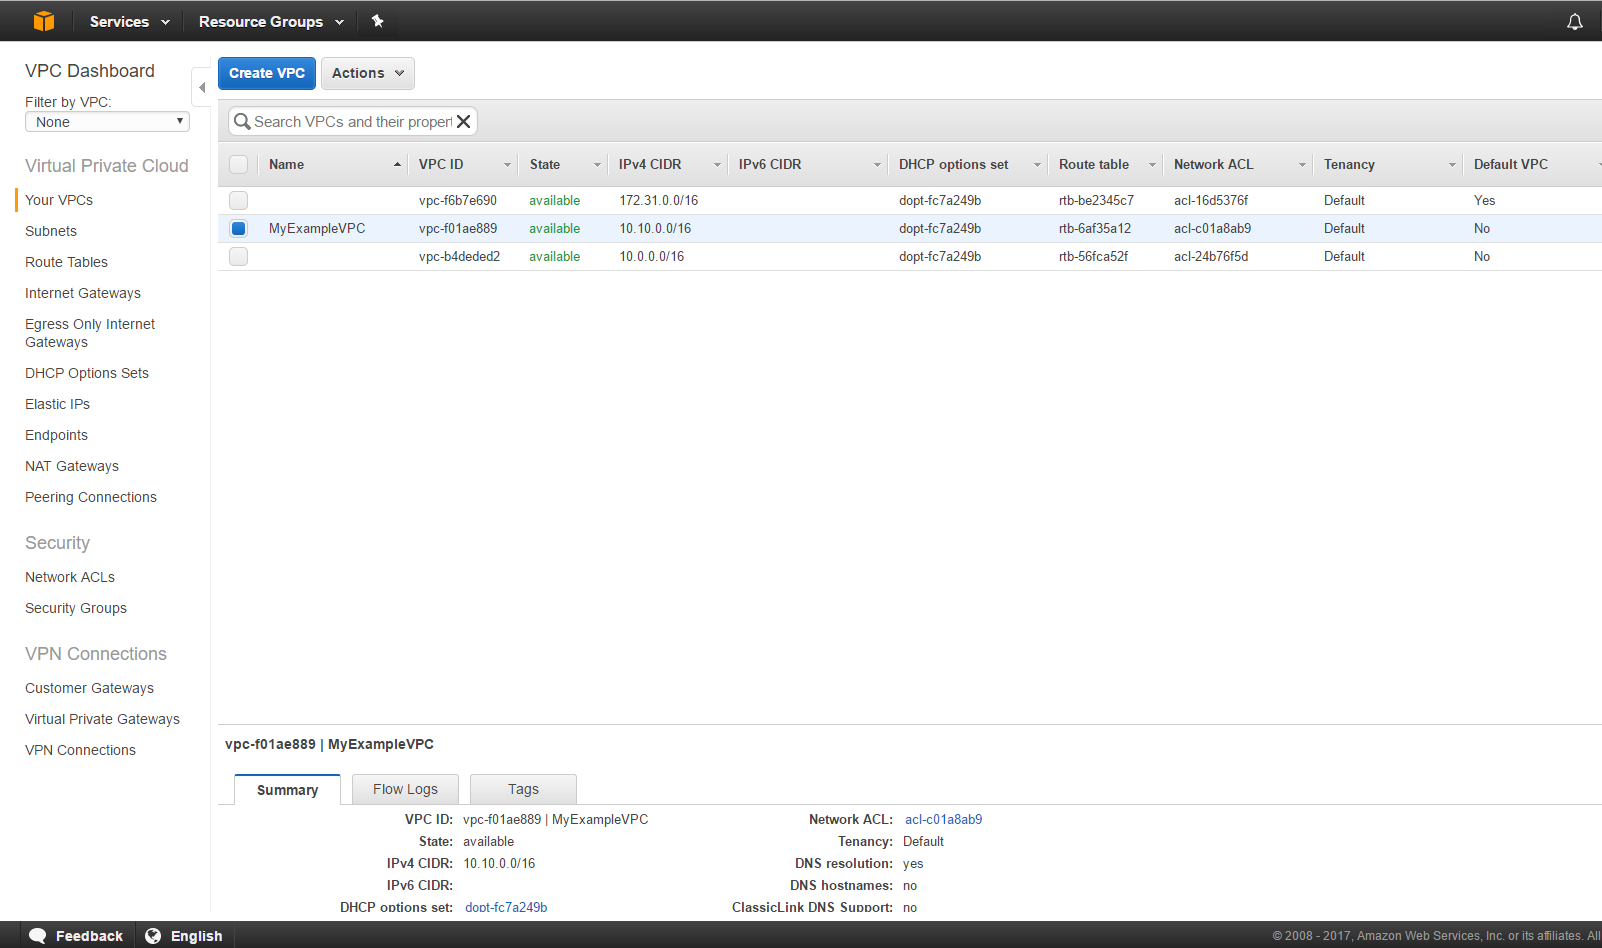 Services Resource Groups
VPC Dashboard
Filter by VPC:
None
Virtual Private Cloud
Your VPCs
Subnets
Route Tables
Internet Gateways
Egress Only Internet
Gateways
DHCP Options Sets
Elastic IPs
Endpoints
NAT Gateways
Peering Connections
Security
Network ACLs
Security Groups
VPN Connections
Customer Gateways
Virtual Private Gateways
VPN Connections
Create VPC Actions
Search VPCs and their propert
Name VPC ID State IPv4 CIDR IPv6 CIDR DHCP options set Route table Network ACL Tenancy Default VPC
vpc-f6b7e690 available 172.31.0.0/16 dopt-fc7a249b rtb-be2345c7 acl-16d5376f Default Yes
MyExampleVPC vpc-f01ae889 available 10.10.0.0/16 dopt-fc7a249b rtb-6af35a12 acl-c01a8ab9 Default No
vpc-b4deded2 available 10.0.0.0/16 dopt-fc7a249b rtb-56fca52f acl-24b76f5d Default No
vpc-f01ae889 | MyExampleVPC
Summary Flow Logs Tags
VPC ID: vpc-f01ae889 | MyExampleVPC Network ACL: acl-c01a8ab9
State: available Tenancy: Default
IPv4 CIDR: 10.10.0.0/16 DNS resolution: yes
IPv6 CIDR: DNS hostnames: no
DHCP options set: dopt-fc7a249b ClassicLink DNS Support: no
Feedback English © 2008 - 2017, Amazon Web Services, Inc. or its affiliates. All